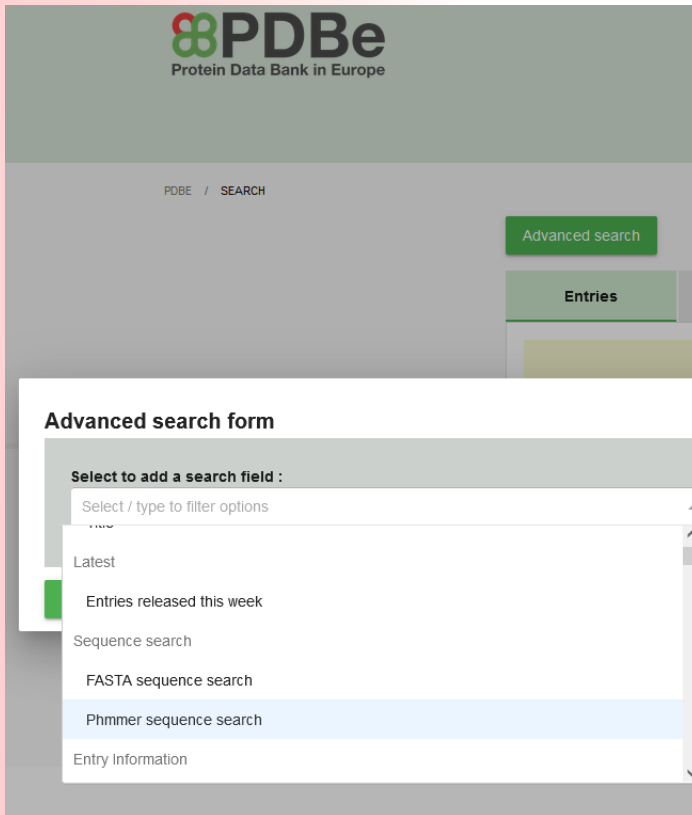 PDBe
Protein Data Bank in Europe
PDBE / SEARCH
Advanced search
Entries
Advanced search form
Select to add a search field :
Select / type to filter options
Title
Latest
Entries released this week
Sequence search
FASTA sequence search
Phmmer sequence search
Entry Information